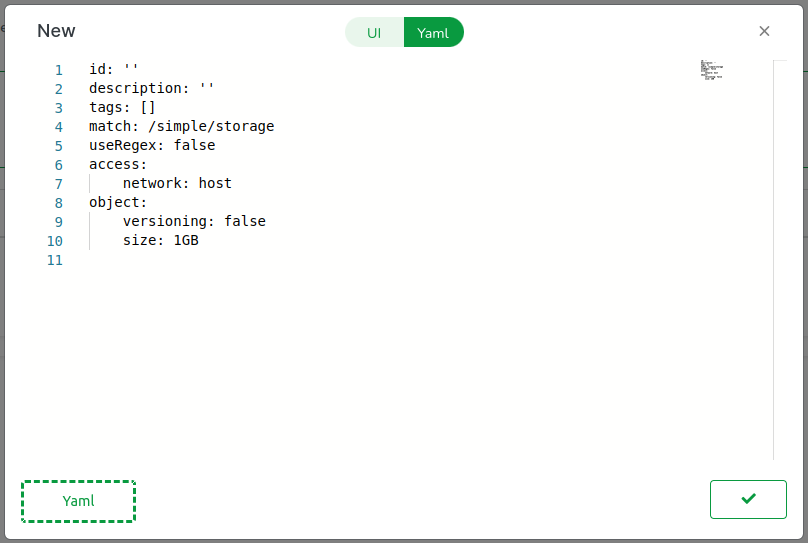 New
UI
Yaml
1 id: ''
2 description: ''
3 tags: []
4 match: /simple/storage
5 useRegex: false
6 access:
7     network: host
8 object:
9     versioning: false
10     size: 1GB
11
Yaml